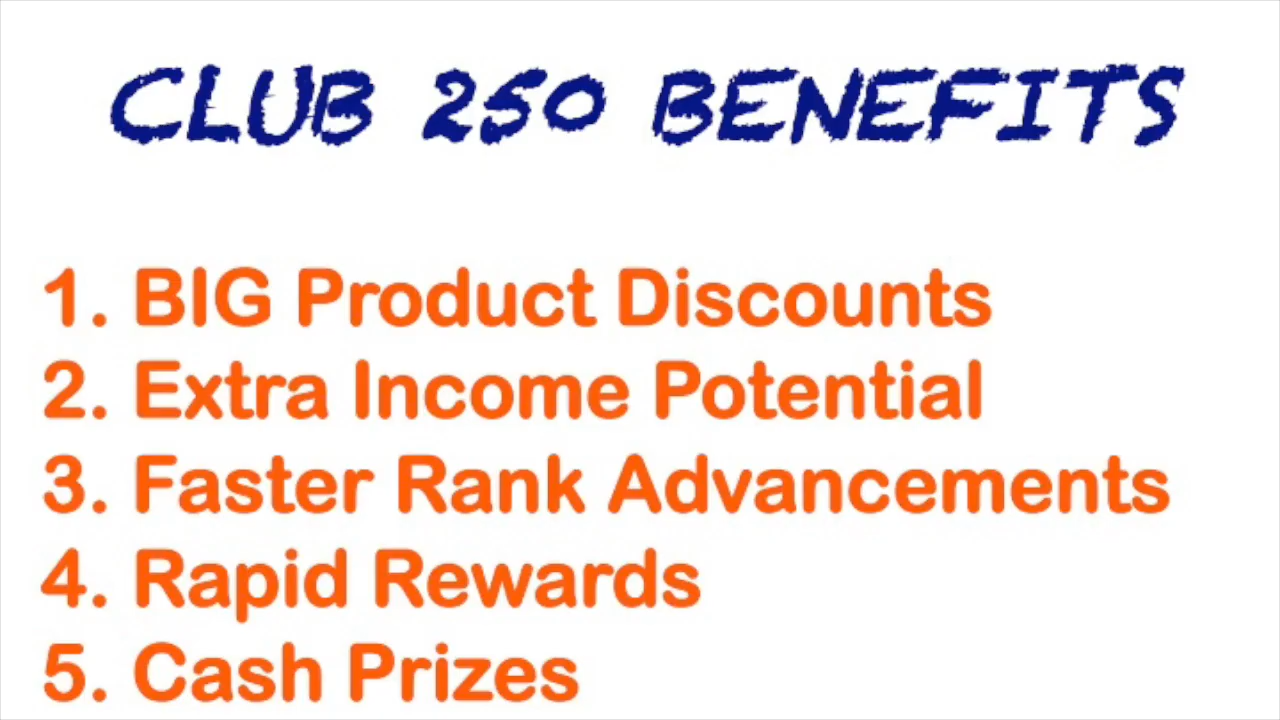 CLUB 250 BENEFITS
1. BIG Product Discounts
2. Extra Income Potential
3. Faster Rank Advancements
4. Rapid Rewards
5. Cash Prizes